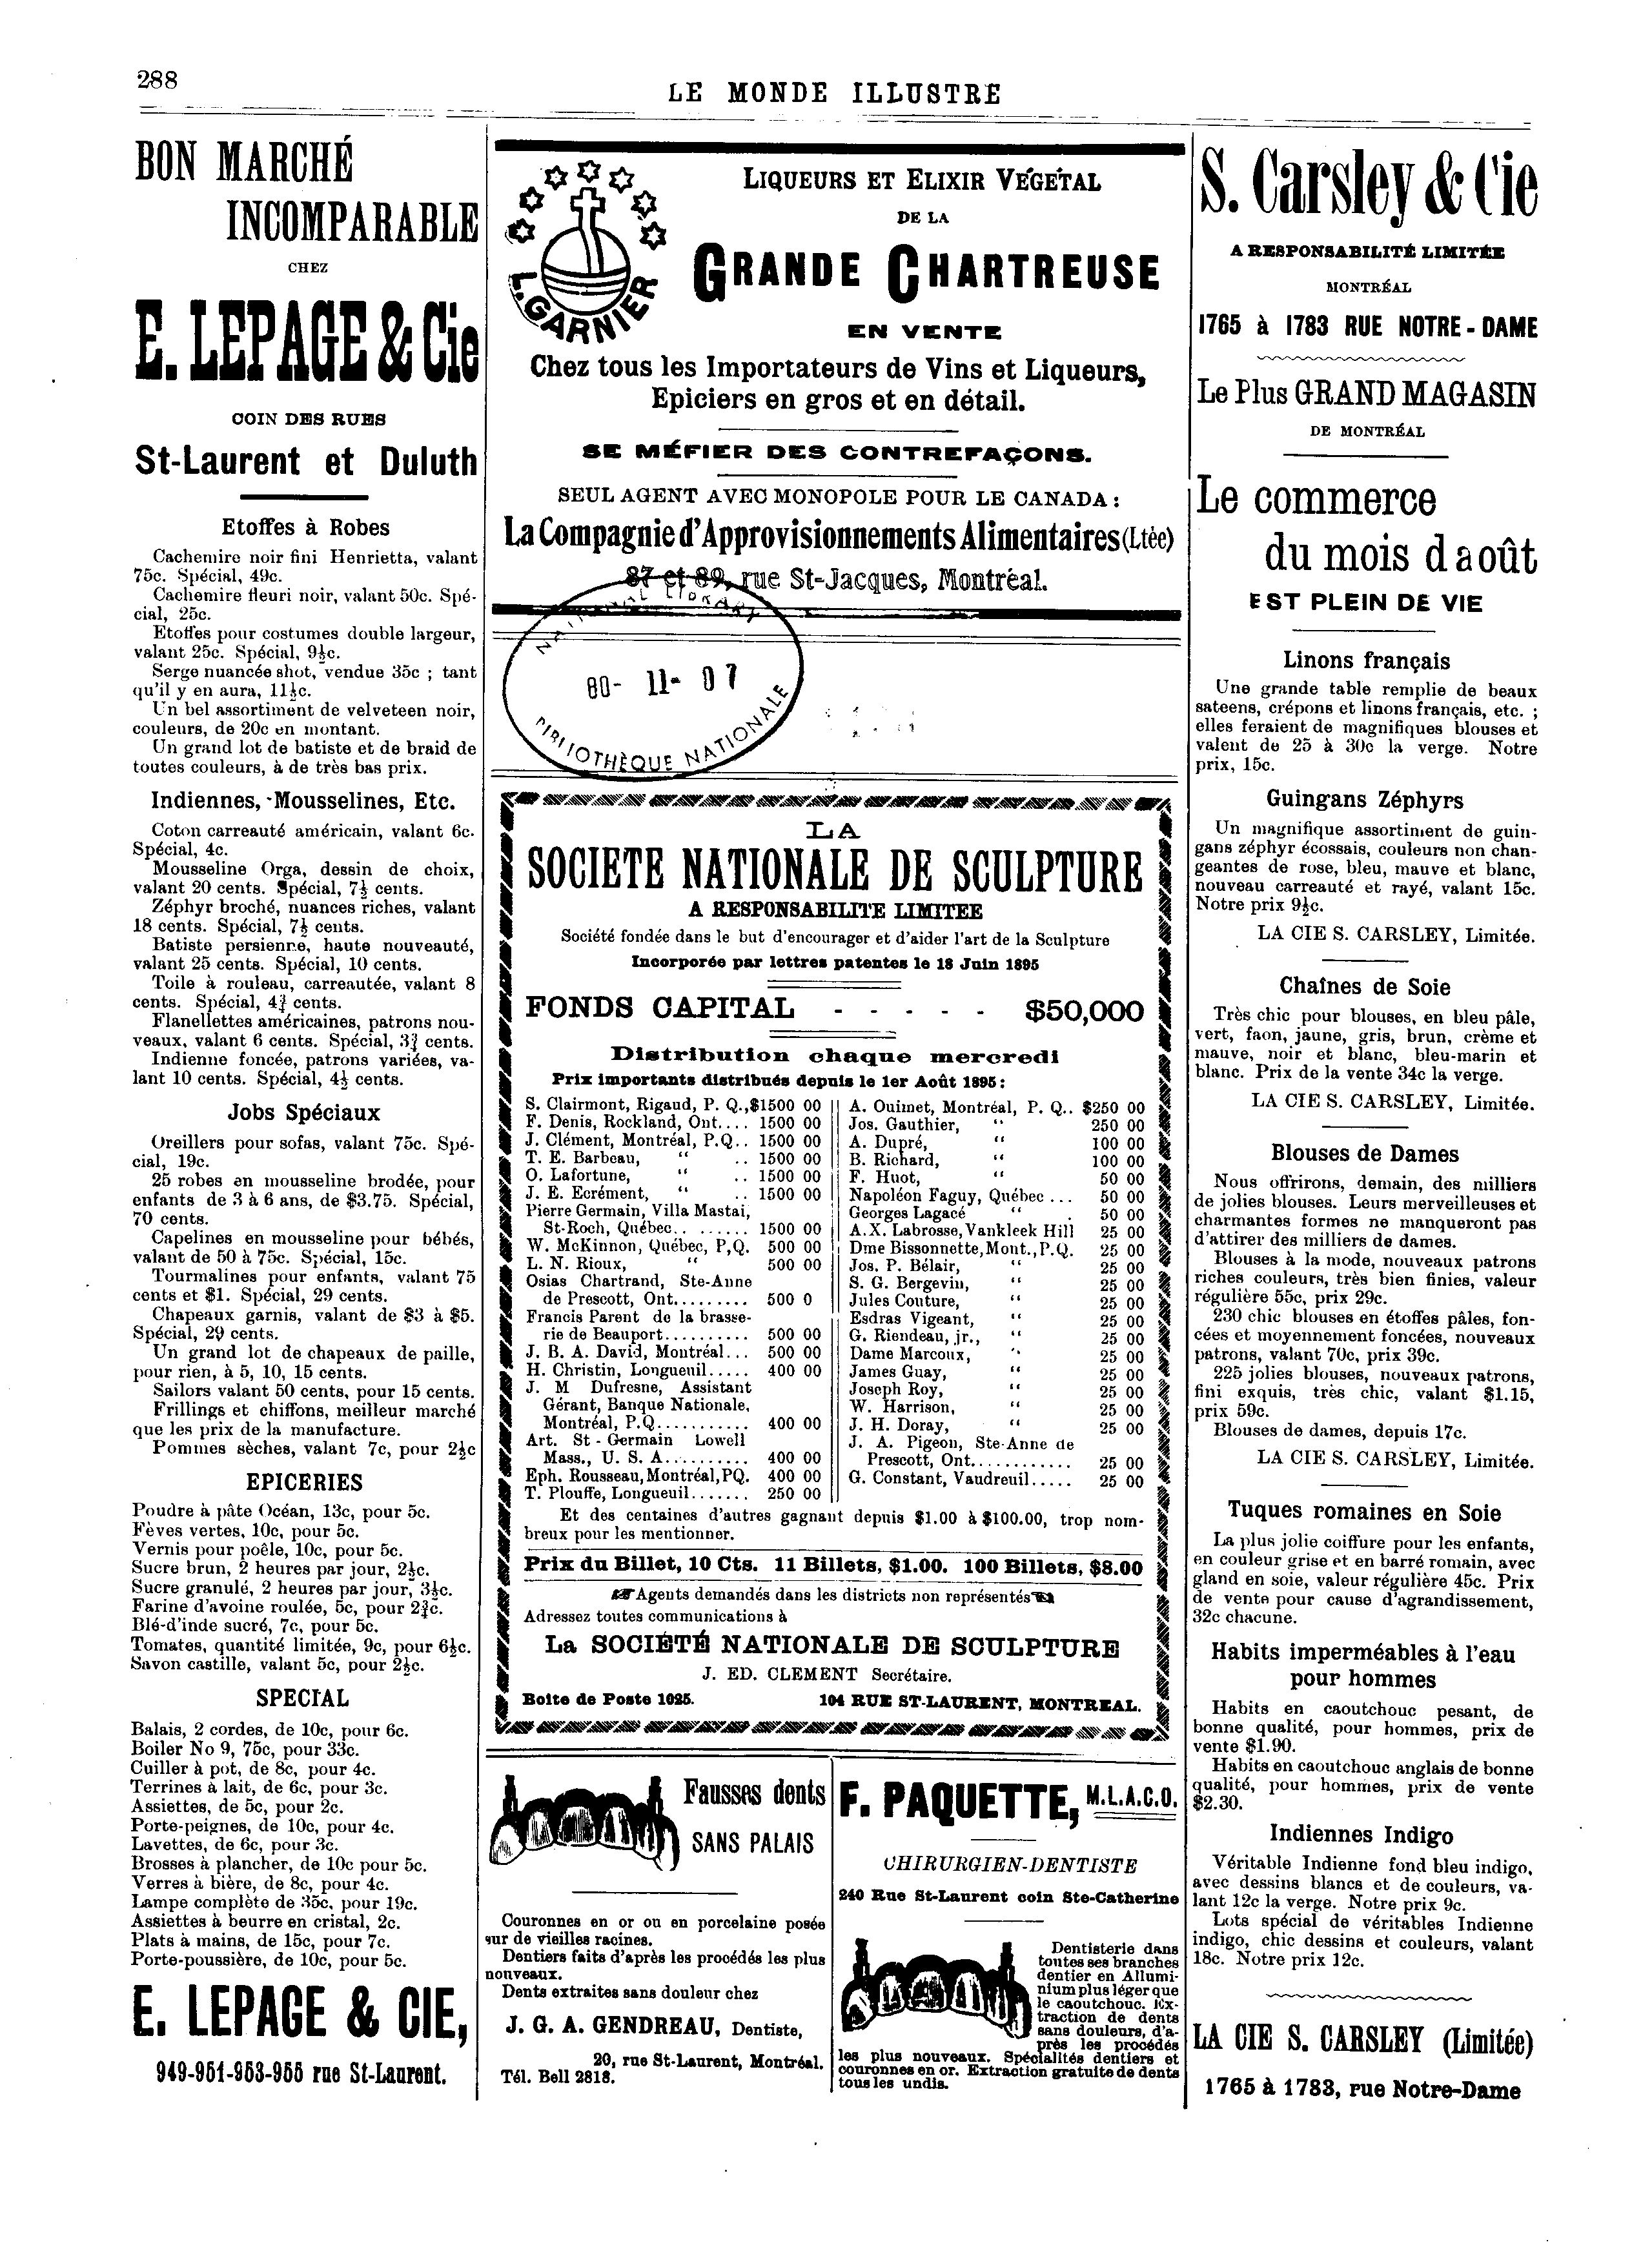 288
LE MONDE ILLUSTRE
BON MARCHÉ
INCOMPARABLE
CHEZ
E. LEPAGE & Cie
COIN DES RUES
St-Laurent et Duluth
Etoffes à Robes
Cachemire noir fini Henrietta, valant
75c. Spécial, 49c.
Cachemire fleuri noir, valant 50c. Spé-
cial, 25c.
Etoffes pour costumes double largeur,
valant 25c. Spécial, 9½c.
Serge nuancée shot, vendue 35c ; tant
qu'il y en aura, 11½c.
Un bel assortiment de velveteen noir,
couleurs, de 20c en montant.
Un grand lot de batiste et de braid de
toutes couleurs, à de très bas prix.
Indiennes, Mousselines, Etc.
Coton carreauté américain, valant 6c.
Spécial, 4c.
Mousseline Orga, dessin de choix,
valant 20 cents. Spécial, 7½ cents.
Zéphyr broché, nuances riches, valant
18 cents. Spécial, 7½ cents.
Batiste persienne, haute nouveauté,
valant 25 cents. Spécial, 10 cents.
Toile à rouleau, carreautée, valant 8
cents. Spécial, 4¾ cents.
Flanellettes américaines, patrons nou-
veaux, valant 6 cents. Spécial, 3¾ cents.
Indienne foncée, patrons variées, va-
lant 10 cents. Spécial, 4½ cents.
Jobs Spéciaux
Oreillers pour sofas, valant 75c. Spé-
cial, 19c.
25 robes en mousseline brodée, pour
enfants de 3 à 6 ans, de $3.75. Spécial,
70 cents.
Capelines en mousseline pour bébés,
valant de 50 à 75c. Spécial, 15c.
Tourmalines pour enfants, valant 75
cents et $1. Spécial, 29 cents.
Chapeaux garnis, valant de $3 à $5.
Spécial, 29 cents.
Un grand lot de chapeaux de paille,
pour rien, à 5, 10, 15 cents.
Sailors valant 50 cents, pour 15 cents.
Frillings et chiffons, meilleur marché
que les prix de la manufacture.
Pommes sèches, valant 7c, pour 2½c
EPICERIES
Poudre à pâte Océan, 13c, pour 5c.
Fèves vertes, 10c, pour 5c.
Vernis pour poêle, 10c, pour 5c.
Sucre brun, 2 heures par jour, 2½c.
Sucre granulé, 2 heures par jour, 3½c.
Farine d'avoine roulée, 5c, pour 2¾c.
Blé-d'inde sucré, 7c, pour 5c.
Tomates, quantité limitée, 9c, pour 6½c.
Savon castille, valant 5c, pour 2½c.
SPECIAL
Balais, 2 cordes, de 10c, pour 6c.
Boiler No 9, 75c, pour 33c.
Cuiller à pot, de 8c, pour 4c.
Terrines à lait, de 6c, pour 3c.
Assiettes, de 5c, pour 2c.
Porte-peignes, de 10c, pour 4c.
Lavettes, de 6c, pour 3c.
Brosses à plancher, de 10c pour 5c.
Verres à bière, de 8c, pour 4c.
Lampe complète de 35c, pour 19c.
Assiettes à beurre en cristal, 2c.
Plats à mains, de 15c, pour 7c.
Porte-poussière, de 10c, pour 5c.
E. LEPAGE & CIE,
949-951-953-955 rue St-Laurent.
L. GARNIER
LIQUEURS ET ELIXIR VÉGÉTAL
DE LA
GRANDE CHARTREUSE
EN VENTE
Chez tous les Importateurs de Vins et Liqueurs,
Epiciers en gros et en détail.
SE MÉFIER DES CONTREFAÇONS.
SEUL AGENT AVEC MONOPOLE POUR LE CANADA :
La Compagnie d'Approvisionnements Alimentaires (Ltée)
87 et 89, rue St-Jacques, Montréal.
NATIONAL LIBRARY
80- 11- 07
BIBLIOTHÈQUE NATIONALE
LA
SOCIETE NATIONALE DE SCULPTURE
A RESPONSABILITE LIMITEE
Société fondée dans le but d'encourager et d'aider l'art de la Sculpture
Incorporée par lettres patentes le 18 Juin 1895
FONDS CAPITAL - - - - - $50,000
Distribution chaque mercredi
Prix importants distribués depuis le 1er Août 1895 :
S. Clairmont, Rigaud, P. Q.,$1500 00
F. Denis, Rockland, Ont.... 1500 00
J. Clément, Montréal, P.Q.. 1500 00
T. E. Barbeau, " .. 1500 00
O. Lafortune, " .. 1500 00
J. E. Ecrément, " .. 1500 00
Pierre Germain, Villa Mastai,
St-Roch, Québec.. ...... 1500 00
W. McKinnon, Québec, P,Q. 500 00
L. N. Rioux, " 500 00
Osias Chartrand, Ste-Anne
de Prescott, Ont......... 500 0
Francis Parent de la brasse-
rie de Beauport.......... 500 00
J. B. A. David, Montréal... 500 00
H. Christin, Longueuil..... 400 00
J. M Dufresne, Assistant
Gérant, Banque Nationale,
Montréal, P.Q........... 400 00
Art. St - Germain Lowell
Mass., U. S. A.......... 400 00
Eph. Rousseau, Montréal, PQ. 400 00
T. Plouffe, Longueuil....... 250 00
A. Ouimet, Montréal, P. Q.. $250 00
Jos. Gauthier, " 250 00
A. Dupré, " 100 00
B. Richard, " 100 00
F. Huot, " 50 00
Napoléon Faguy, Québec ... 50 00
Georges Lagacé " . 50 00
A.X. Labrosse, Vankleek Hill 25 00
Dme Bissonnette, Mont., P.Q. 25 00
Jos. P. Bélair, " 25 00
S. G. Bergevin, " 25 00
Jules Couture, " 25 00
Esdras Vigeant, " 25 00
G. Riendeau, jr., " 25 00
Dame Marcoux, " 25 00
James Guay, " 25 00
Joseph Roy, " 25 00
W. Harrison, " 25 00
J. H. Doray, " 25 00
J. A. Pigeon, Ste-Anne de
Prescott, Ont............ 25 00
G. Constant, Vaudreuil..... 25 00
Et des centaines d'autres gagnant depuis $1.00 à $100.00, trop nom-
breux pour les mentionner.
Prix du Billet, 10 Cts. 11 Billets, $1.00. 100 Billets, $8.00
Agents demandés dans les districts non représentés
Adressez toutes communications à
La SOCIÉTÉ NATIONALE DE SCULPTURE
J. ED. CLEMENT Secrétaire.
Boite de Poste 1025. 104 RUE ST-LAURENT, MONTREAL.
Fausses dents
SANS PALAIS
Couronnes en or ou en porcelaine posée
sur de vieilles racines.
Dentiers faits d'après les procédés les plus
nouveaux.
Dents extraites sans douleur chez
J. G. A. GENDREAU, Dentiste,
20, rue St-Laurent, Montréal.
Tél. Bell 2818.
F. PAQUETTE, M.L.A.C.O.
CHIRURGIEN-DENTISTE
240 Rue St-Laurent coin Ste-Catherine
Dentisterie dans
toutes ses branches
dentier en Allumi-
nium plus léger que
le caoutchouc. Ex-
traction de dents
sans douleurs, d'a-
près les procédés
les plus nouveaux. Spécialités dentiers et
couronnes en or. Extraction gratuite de dents
tous les undis.
S. Carsley & Cie
A RESPONSABILITÉ LIMITÉE
MONTRÉAL
1765 à 1783 RUE NOTRE-DAME
Le Plus GRAND MAGASIN
DE MONTRÉAL
Le commerce
du mois d août
EST PLEIN DE VIE
Linons français
Une grande table remplie de beaux
sateens, crépons et linons français, etc. ;
elles feraient de magnifiques blouses et
valent de 25 à 30c la verge. Notre
prix, 15c.
Guingans Zéphyrs
Un magnifique assortiment de guin-
gans zéphyr écossais, couleurs non chan-
geantes de rose, bleu, mauve et blanc,
nouveau carreauté et rayé, valant 15c.
Notre prix 9½c.
LA CIE S. CARSLEY, Limitée.
Chaînes de Soie
Très chic pour blouses, en bleu pâle,
vert, faon, jaune, gris, brun, crème et
mauve, noir et blanc, bleu-marin et
blanc. Prix de la vente 34c la verge.
LA CIE S. CARSLEY, Limitée.
Blouses de Dames
Nous offrirons, demain, des milliers
de jolies blouses. Leurs merveilleuses et
charmantes formes ne manqueront pas
d'attirer des milliers de dames.
Blouses à la mode, nouveaux patrons
riches couleurs, très bien finies, valeur
régulière 55c, prix 29c.
230 chic blouses en étoffes pâles, fon-
cées et moyennement foncées, nouveaux
patrons, valant 70c, prix 39c.
225 jolies blouses, nouveaux patrons,
fini exquis, très chic, valant $1.15,
prix 59c.
Blouses de dames, depuis 17c.
LA CIE S. CARSLEY, Limitée.
Tuques romaines en Soie
La plus jolie coiffure pour les enfants,
en couleur grise et en barré romain, avec
gland en soie, valeur régulière 45c. Prix
de vente pour cause d'agrandissement,
32c chacune.
Habits imperméables à l'eau
pour hommes
Habits en caoutchouc pesant, de
bonne qualité, pour hommes, prix de
vente $1.90.
Habits en caoutchouc anglais de bonne
qualité, pour hommes, prix de vente
$2.30.
Indiennes Indigo
Véritable Indienne fond bleu indigo,
avec dessins blancs et de couleurs, va-
lant 12c la verge. Notre prix 9c.
Lots spécial de véritables Indienne
indigo, chic dessins et couleurs, valant
18c. Notre prix 12c.
LA CIE S. CARSLEY (Limitée)
1765 à 1783, rue Notre-Dame